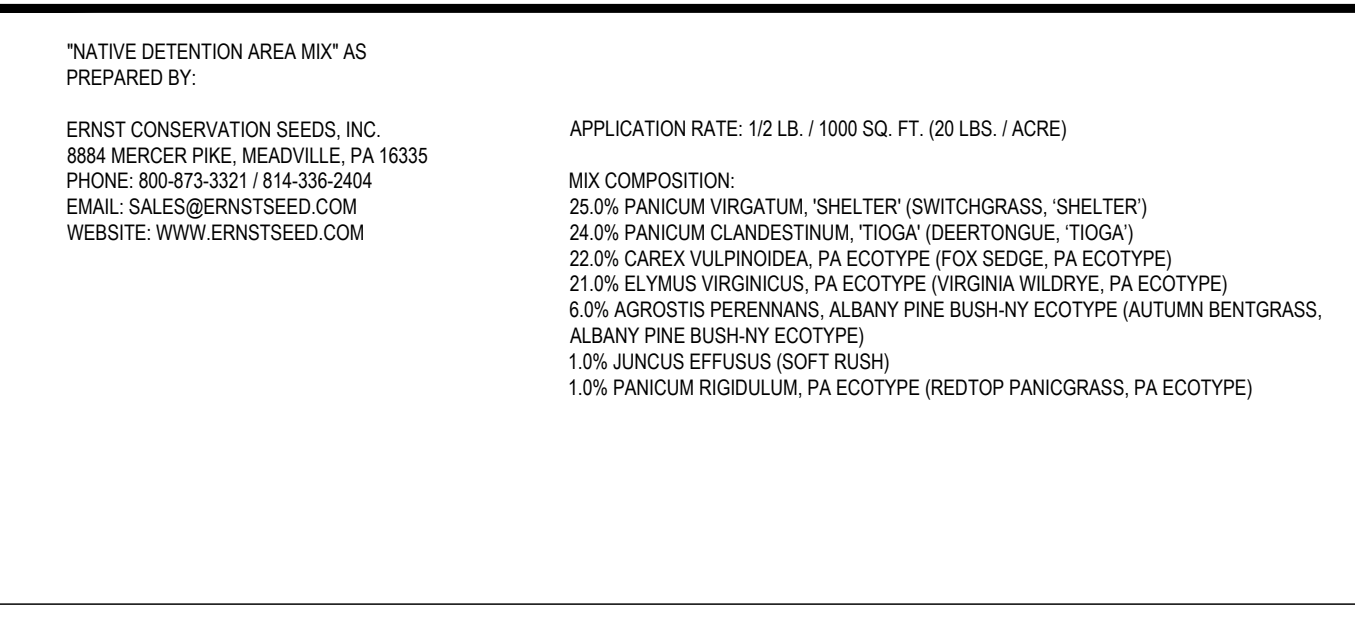 "NATIVE DETENTION AREA MIX" AS
PREPARED BY:
ERNST CONSERVATION SEEDS, INC.
8884 MERCER PIKE, MEADVILLE, PA 16335
PHONE: 800-873-3321 / 814-336-2404
EMAIL: SALES@ERNSTSEED.COM
WEBSITE: WWW.ERNSTSEED.COM
APPLICATION RATE: 1/2 LB. / 1000 SQ. FT. (20 LBS. / ACRE)
MIX COMPOSITION:
25.0% PANICUM VIRGATUM, 'SHELTER' (SWITCHGRASS, ‘SHELTER’)
24.0% PANICUM CLANDESTINUM, 'TIOGA' (DEERTONGUE, ‘TIOGA’)
22.0% CAREX VULPINOIDEA, PA ECOTYPE (FOX SEDGE, PA ECOTYPE)
21.0% ELYMUS VIRGINICUS, PA ECOTYPE (VIRGINIA WILDRYE, PA ECOTYPE)
6.0% AGROSTIS PERENNANS, ALBANY PINE BUSH-NY ECOTYPE (AUTUMN BENTGRASS,
ALBANY PINE BUSH-NY ECOTYPE)
1.0% JUNCUS EFFUSUS (SOFT RUSH)
1.0% PANICUM RIGIDULUM, PA ECOTYPE (REDTOP PANICGRASS, PA ECOTYPE)